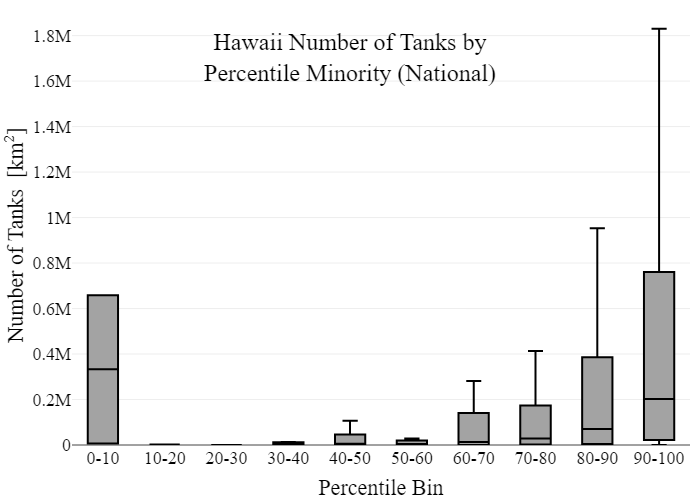 Hawaii Number of Tanks by
Percentile Minority (National)
Number of Tanks [km²]
1.8M
1.6M
1.4M
1.2M
1M
0.8M
0.6M
0.4M
0.2M
0
0-10 10-20 20-30 30-40 40-50 50-60 60-70 70-80 80-90 90-100
Percentile Bin